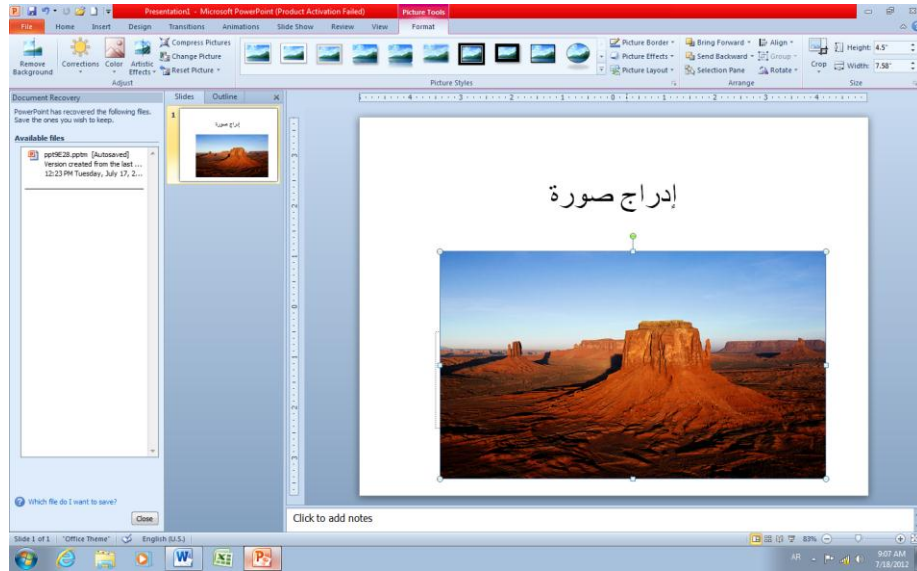 Presentation1 - Microsoft PowerPoint (Product Activation Failed)
Picture Tools
File Home Insert Design Transitions Animations Slide Show Review View Format
Remove Background
Corrections
Color
Artistic Effects
Compress Pictures
Change Picture
Reset Picture
Adjust
Picture Styles
Picture Border
Picture Effects
Picture Layout
Bring Forward
Send Backward
Selection Pane
Align
Group
Rotate
Arrange
Crop
Height: 4.5"
Width: 7.58"
Size
Document Recovery
PowerPoint has recovered the following files.
Save the ones you wish to keep.
Available files
ppt9E28.pptm [Autosaved]
Version created from the last ...
12:23 PM Tuesday, July 17, 2...
Which file do I want to save?
Close
Slides Outline
1
إدراج صورة
إدراج صورة
Click to add notes
Slide 1 of 1 "Office Theme" English (U.S.)
83%
AR
9:07 AM
7/18/2012